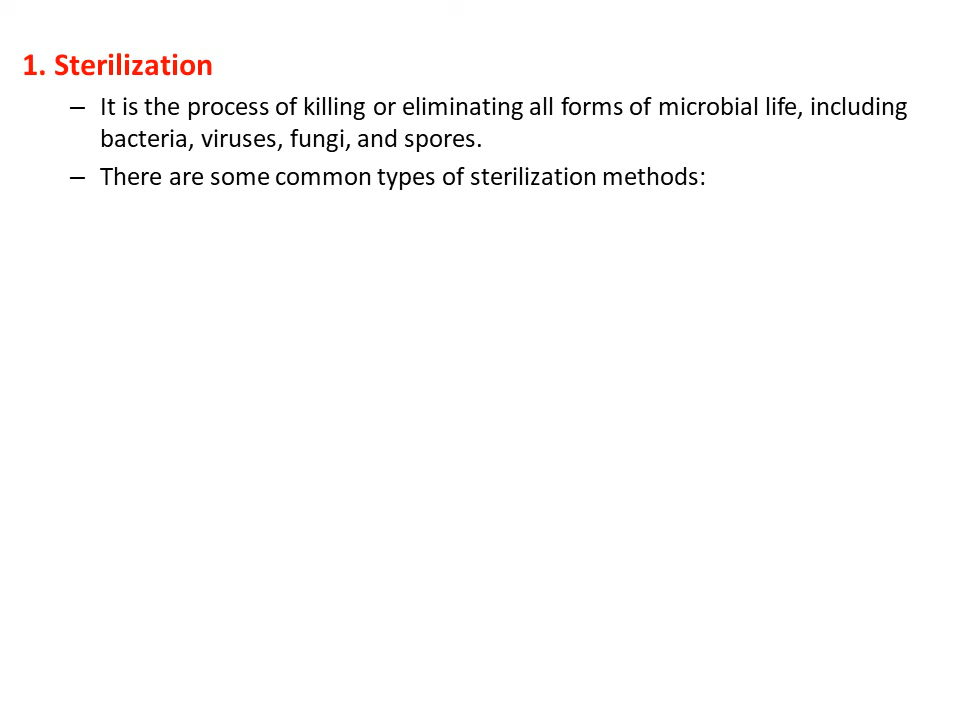 1. Sterilization
– It is the process of killing or eliminating all forms of microbial life, including
bacteria, viruses, fungi, and spores.
– There are some common types of sterilization methods: